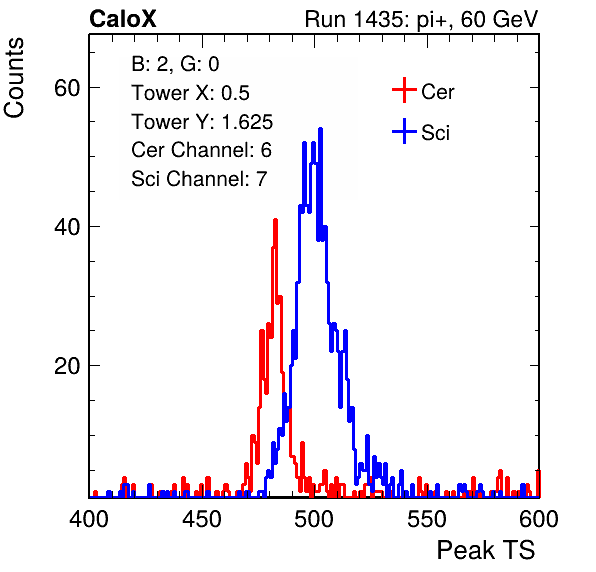 CaloX Run 1435: pi+, 60 GeV
Counts
B: 2, G: 0
Tower X: 0.5
Tower Y: 1.625
Cer Channel: 6
Sci Channel: 7
Cer
Sci
60
40
20
400 450 500 550 600
Peak TS